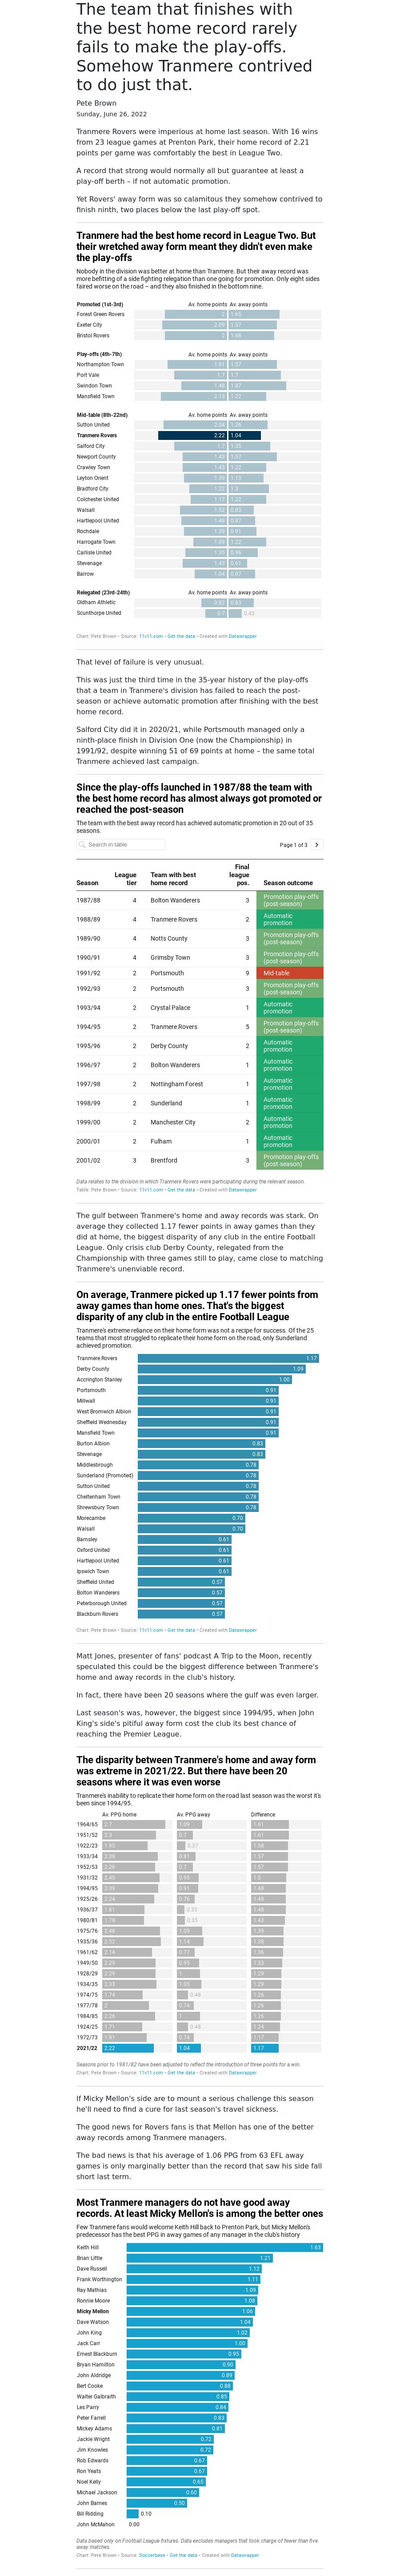 The team that finishes with
the best home record rarely
fails to make the play-offs.
Somehow Tranmere contrived
to do just that.
Pete Brown
Sunday, June 26, 2022
Tranmere Rovers were imperious at home last season. With 16 wins
from 23 league games at Prenton Park, their home record of 2.21
points per game was comfortably the best in League Two.
A record that strong would normally all but guarantee at least a
play-off berth – if not automatic promotion.
Yet Rovers' away form was so calamitous they somehow contrived to
finish ninth, two places below the last play-off spot.
Tranmere had the best home record in League Two. But
their wretched away form meant they didn't even make
the play-offs
Nobody in the division was better at home than Tranmere. But their away record was
more befitting of a side fighting relegation than one going for promotion. Only eight sides
faired worse on the road – and they also finished in the bottom nine.
Promoted (1st-3rd) Av. home points Av. away points
Forest Green Rovers 2 1.65
Exeter City 2.09 1.57
Bristol Rovers 2 1.48
Play-offs (4th-7th) Av. home points Av. away points
Northampton Town 1.91 1.57
Port Vale 1.7 1.7
Swindon Town 1.48 1.87
Mansfield Town 2.13 1.22
Mid-table (8th-22nd) Av. home points Av. away points
Sutton United 2.04 1.26
Tranmere Rovers 2.22 1.04
Salford City 1.7 1.35
Newport County 1.43 1.57
Crawley Town 1.43 1.22
Leyton Orient 1.39 1.13
Bradford City 1.22 1.3
Colchester United 1.17 1.22
Walsall 1.52 0.83
Hartlepool United 1.48 0.87
Rochdale 1.39 0.91
Harrogate Town 1.09 1.22
Carlisle United 1.35 0.96
Stevenage 1.43 0.61
Barrow 1.04 0.87
Relegated (23rd-24th) Av. home points Av. away points
Oldham Athletic 0.83 0.83
Scunthorpe United 0.7 0.43
Chart: Pete Brown • Source: 11v11.com • Get the data • Created with Datawrapper
That level of failure is very unusual.
This was just the third time in the 35-year history of the play-offs
that a team in Tranmere's division has failed to reach the post-
season or achieve automatic promotion after finishing with the best
home record.
Salford City did it in 2020/21, while Portsmouth managed only a
ninth-place finish in Division One (now the Championship) in
1991/92, despite winning 51 of 69 points at home – the same total
Tranmere achieved last campaign.
Since the play-offs launched in 1987/88 the team with
the best home record has almost always got promoted or
reached the post-season
The team with the best away record has achieved automatic promotion in 20 out of 35
seasons.
Search in table Page 1 of 3
Season League tier Team with best home record Final league pos. Season outcome
1987/88 4 Bolton Wanderers 3 Promotion play-offs (post-season)
1988/89 4 Tranmere Rovers 2 Automatic promotion
1989/90 4 Notts County 3 Promotion play-offs (post-season)
1990/91 4 Grimsby Town 3 Promotion play-offs (post-season)
1991/92 2 Portsmouth 9 Mid-table
1992/93 2 Portsmouth 3 Promotion play-offs (post-season)
1993/94 2 Crystal Palace 1 Automatic promotion
1994/95 2 Tranmere Rovers 5 Promotion play-offs (post-season)
1995/96 2 Derby County 2 Automatic promotion
1996/97 2 Bolton Wanderers 1 Automatic promotion
1997/98 2 Nottingham Forest 1 Automatic promotion
1998/99 2 Sunderland 1 Automatic promotion
1999/00 2 Manchester City 2 Automatic promotion
2000/01 2 Fulham 1 Automatic promotion
2001/02 3 Brentford 3 Promotion play-offs (post-season)
Data relates to the division in which Tranmere Rovers were participating during the relevant season.
Table: Pete Brown • Source: 11v11.com • Get the data • Created with Datawrapper
The gulf between Tranmere's home and away records was stark. On
average they collected 1.17 fewer points in away games than they
did at home, the biggest disparity of any club in the entire Football
League. Only crisis club Derby County, relegated from the
Championship with three games still to play, came close to matching
Tranmere's unenviable record.
On average, Tranmere picked up 1.17 fewer points from
away games than home ones. That's the biggest
disparity of any club in the entire Football League
Tranmere's extreme reliance on their home form was not a recipe for success. Of the 25
teams that most struggled to replicate their home form on the road, only Sunderland
achieved promotion.
Tranmere Rovers 1.17
Derby County 1.09
Accrington Stanley 1.00
Portsmouth 0.91
Millwall 0.91
West Bromwich Albion 0.91
Sheffield Wednesday 0.91
Mansfield Town 0.91
Burton Albion 0.83
Stevenage 0.83
Middlesbrough 0.78
Sunderland (Promoted) 0.78
Sutton United 0.78
Cheltenham Town 0.78
Shrewsbury Town 0.78
Morecambe 0.70
Walsall 0.70
Barnsley 0.61
Oxford United 0.61
Hartlepool United 0.61
Ipswich Town 0.61
Sheffield United 0.57
Bolton Wanderers 0.57
Peterborough United 0.57
Blackburn Rovers 0.57
Chart: Pete Brown • Source: 11v11.com • Get the data • Created with Datawrapper
Matt Jones, presenter of fans' podcast A Trip to the Moon, recently
speculated this could be the biggest difference between Tranmere's
home and away records in the club's history.
In fact, there have been 20 seasons where the gulf was even larger.
Last season's was, however, the biggest since 1994/95, when John
King's side's pitiful away form cost the club its best chance of
reaching the Premier League.
The disparity between Tranmere's home and away form
was extreme in 2021/22. But there have been 20
seasons where it was even worse
Tranmere's inability to replicate their home form on the road last season was the worst it's
been since 1994/95.
Av. PPG home Av. PPG away Difference
1964/65 2.7 1.09 1.61
1951/52 2.3 0.7 1.61
1922/23 1.95 0.37 1.58
1933/34 2.38 0.81 1.57
1952/53 2.26 0.7 1.57
1931/32 2.45 0.95 1.5
1994/95 2.39 0.91 1.48
1925/26 2.24 0.76 1.48
1936/37 1.81 0.33 1.48
1980/81 1.78 0.35 1.43
1975/76 2.48 1.09 1.39
1935/36 2.52 1.14 1.38
1961/62 2.14 0.77 1.36
1949/50 2.29 0.95 1.33
1928/29 2.29 1 1.29
1934/35 2.33 1.05 1.29
1974/75 1.74 0.48 1.26
1977/78 2 0.74 1.26
1984/85 2.26 1 1.26
1924/25 1.71 0.48 1.24
1972/73 1.91 0.74 1.17
2021/22 2.22 1.04 1.17
Seasons prior to 1981/82 have been adjusted to reflect the introduction of three points for a win.
Chart: Pete Brown • Source: 11v11.com • Get the data • Created with Datawrapper
If Micky Mellon's side are to mount a serious challenge this season
he'll need to find a cure for last season's travel sickness.
The good news for Rovers fans is that Mellon has one of the better
away records among Tranmere managers.
The bad news is that his average of 1.06 PPG from 63 EFL away
games is only marginally better than the record that saw his side fall
short last term.
Most Tranmere managers do not have good away
records. At least Micky Mellon's is among the better ones
Few Tranmere fans would welcome Keith Hill back to Prenton Park, but Micky Mellon's
predecessor has the best PPG in away games of any manager in the club's history
Keith Hill 1.63
Brian Little 1.21
Dave Russell 1.12
Frank Worthington 1.11
Ray Mathias 1.09
Ronnie Moore 1.08
Micky Mellon 1.06
Dave Watson 1.04
John King 1.02
Jack Carr 1.00
Ernest Blackburn 0.95
Bryan Hamilton 0.90
John Aldridge 0.89
Bert Cooke 0.88
Walter Galbraith 0.85
Les Parry 0.84
Peter Farrell 0.83
Mickey Adams 0.81
Jackie Wright 0.72
Jim Knowles 0.72
Rob Edwards 0.67
Ron Yeats 0.67
Noel Kelly 0.65
Michael Jackson 0.60
John Barnes 0.50
Bill Ridding 0.10
John McMahon 0.00
Data based only on Football League fixtures. Data excludes managers that took charge of fewer than five
away matches.
Chart: Pete Brown • Source: Soccerbase • Get the data • Created with Datawrapper